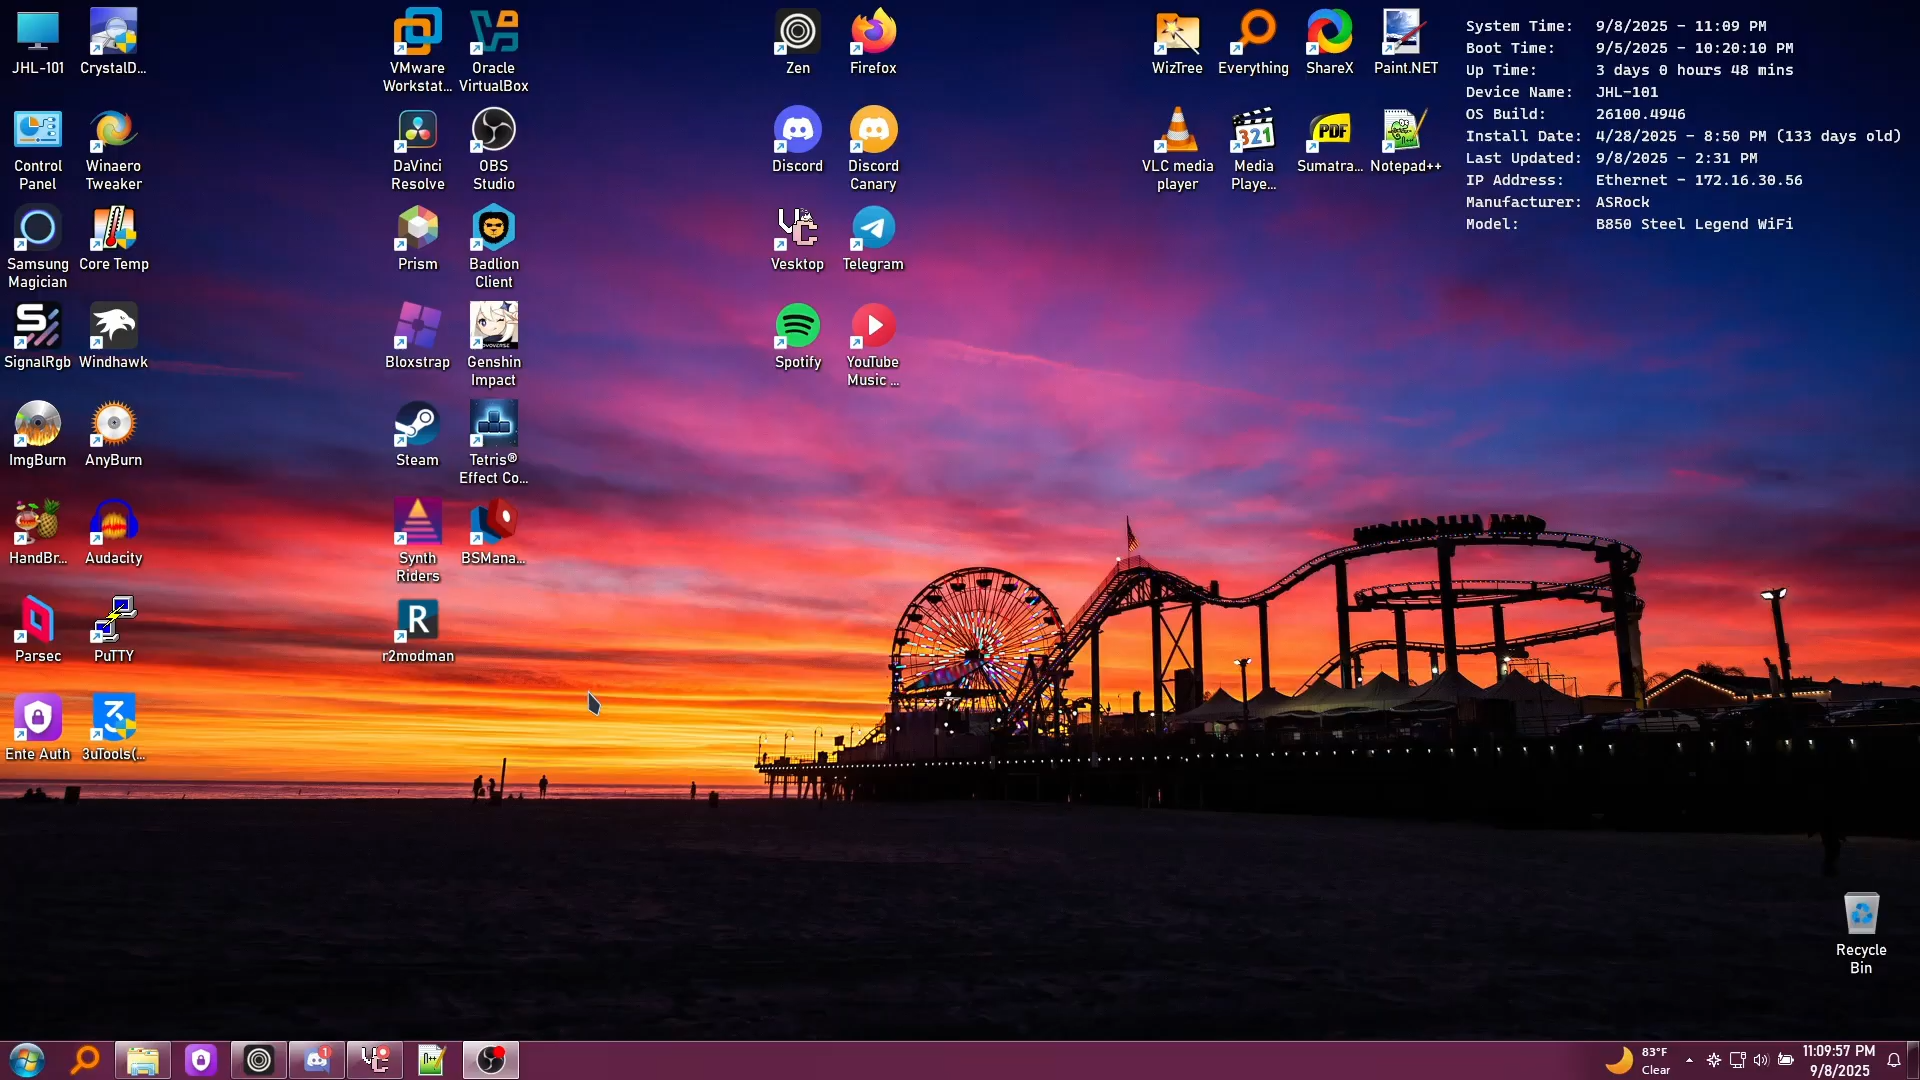 JHL-101
CrystalD...
VMware
Workstat...
Oracle
VirtualBox
Zen
Firefox
WizTree
Everything
ShareX
Paint.NET
System Time: 9/8/2025 - 11:09 PM
Boot Time: 9/5/2025 - 10:20:10 PM
Up Time: 3 days 0 hours 48 mins
Device Name: JHL-101
OS Build: 26100.4946
Install Date: 4/28/2025 - 8:50 PM (133 days old)
Last Updated: 9/8/2025 - 2:31 PM
IP Address: Ethernet - 172.16.30.56
Manufacturer: ASRock
Model: B850 Steel Legend WiFi
Control
Panel
Winaero
Tweaker
DaVinci
Resolve
OBS
Studio
Discord
Discord
Canary
VLC media
player
321
Media
Playe...
PDF
Sumatra...
Notepad++
Samsung
Magician
Core Temp
Prism
Badlion
Client
Vesktop
Telegram
SignalRgb
Windhawk
Bloxstrap
Genshin
Impact
Spotify
YouTube
Music ...
ImgBurn
AnyBurn
Steam
Tetris®
Effect Co...
HandBr...
Audacity
Synth
Riders
BSMana...
Parsec
PuTTY
R
r2modman
Ente Auth
3uTools(...
Recycle
Bin
1
83°F
Clear
11:09:57 PM
9/8/2025